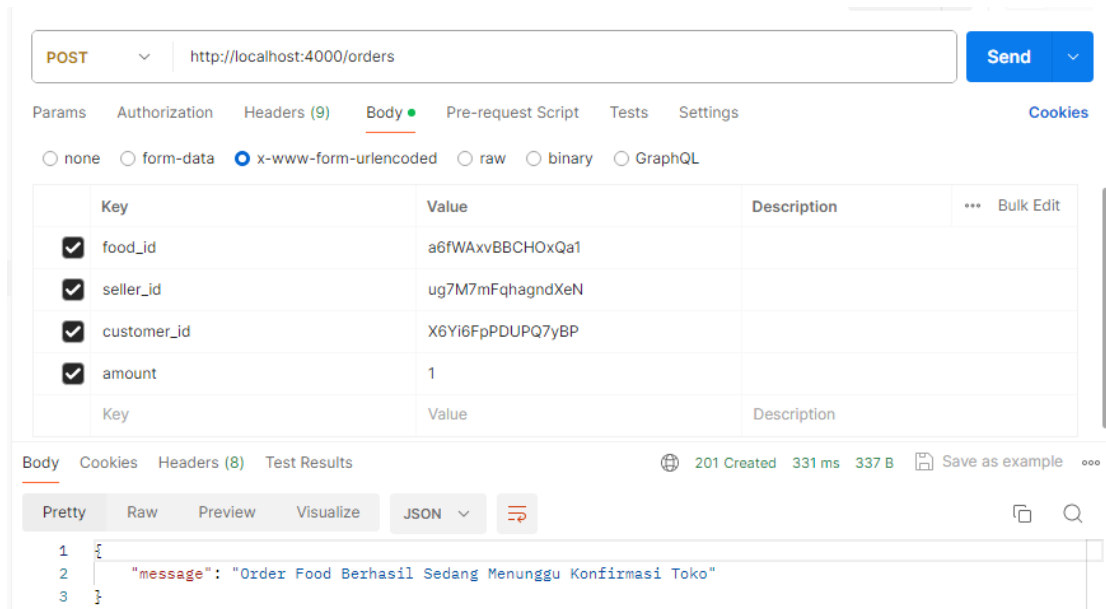 POST http://localhost:4000/orders Send
Params Authorization Headers (9) Body Pre-request Script Tests Settings Cookies
none form-data x-www-form-urlencoded raw binary GraphQL
Key Value Description ••• Bulk Edit
food_id a6fWAxvBBCHOxQa1
seller_id ug7M7mFqhagndXeN
customer_id X6Yi6FpPDUPQ7yBP
amount 1
Key Value Description
Body Cookies Headers (8) Test Results 201 Created 331 ms 337 B Save as example
Pretty Raw Preview Visualize JSON
1 {
2 "message": "Order Food Berhasil Sedang Menunggu Konfirmasi Toko"
3 }